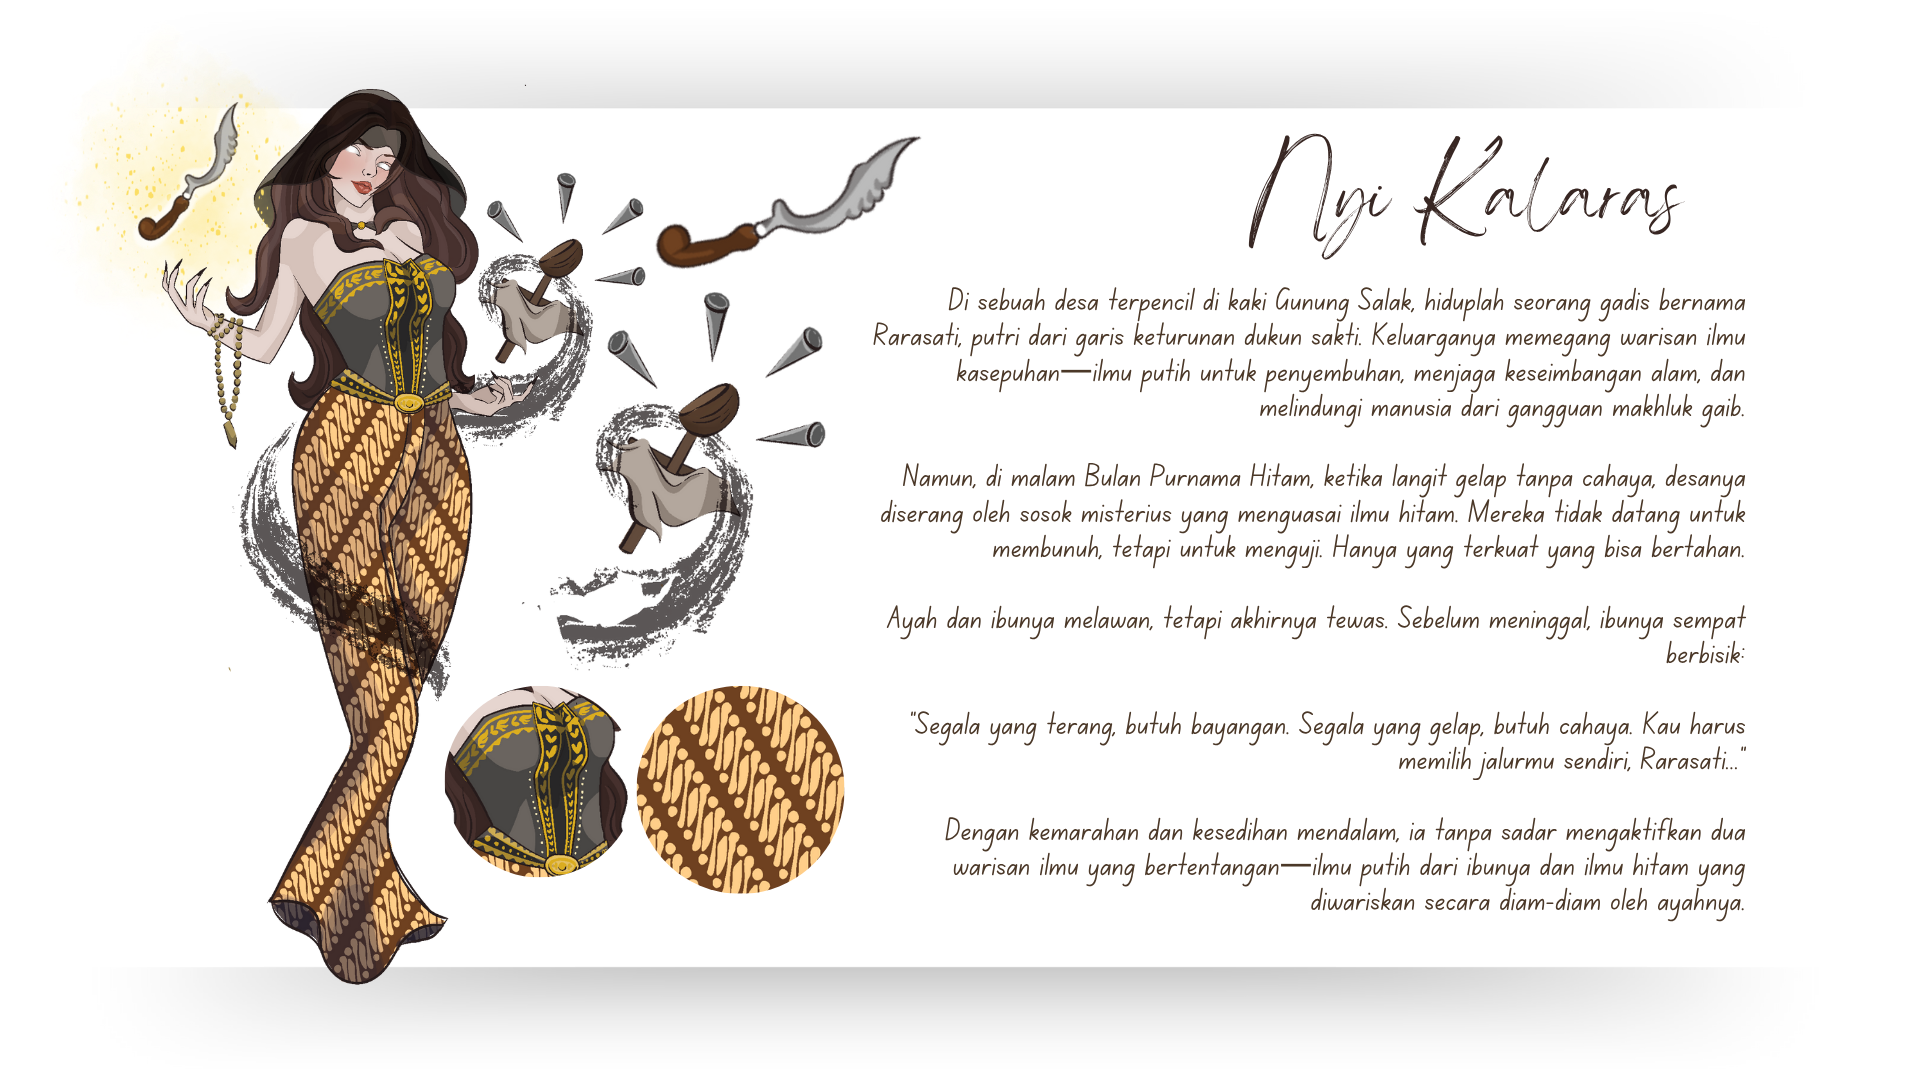 Nyi Kalaras
Di sebuah desa terpencil di kaki Gunung Salak, hiduplah seorang gadis bernama
Rarasati, putri dari garis keturunan dukun sakti. Keluarganya memegang warisan ilmu
kasepuhan—ilmu putih untuk penyembuhan, menjaga keseimbangan alam, dan
melindungi manusia dari gangguan makhluk gaib.
Namun, di malam Bulan Purnama Hitam, ketika langit gelap tanpa cahaya, desanya
diserang oleh sosok misterius yang menguasai ilmu hitam. Mereka tidak datang untuk
membunuh, tetapi untuk menguji. Hanya yang terkuat yang bisa bertahan.
Ayah dan ibunya melawan, tetapi akhirnya tewas. Sebelum meninggal, ibunya sempat
berbisik:
"Segala yang terang, butuh bayangan. Segala yang gelap, butuh cahaya. Kau harus
memilih jalurmu sendiri, Rarasati..."
Dengan kemarahan dan kesedihan mendalam, ia tanpa sadar mengaktifkan dua
warisan ilmu yang bertentangan—ilmu putih dari ibunya dan ilmu hitam yang
diwariskan secara diam-diam oleh ayahnya.